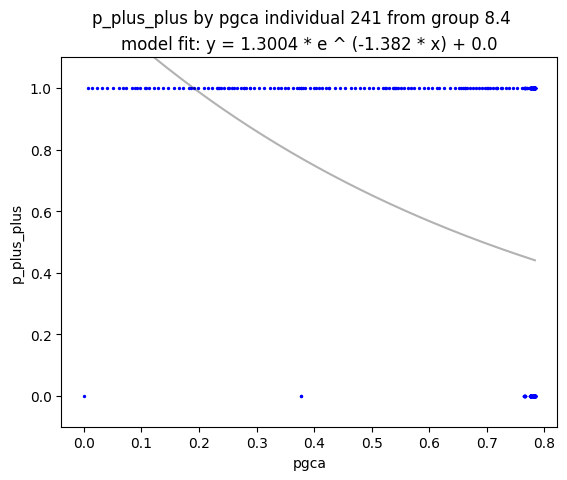 p_plus_plus by pgca individual 241 from group 8.4
model fit: y = 1.3004 * e ^ (-1.382 * x) + 0.0
1.0
0.8
0.6
0.4
0.2
0.0
p_plus_plus
0.0 0.1 0.2 0.3 0.4 0.5 0.6 0.7 0.8
pgca